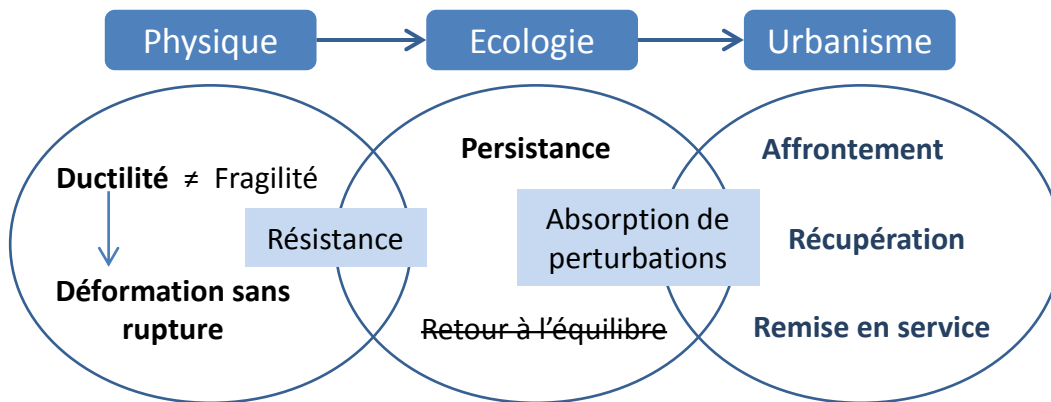 Physique
Ecologie
Urbanisme
Ductilité ≠ Fragilité
Déformation sans
rupture
Résistance
Persistance
Absorption de
perturbations
Retour à l'équilibre
Affrontement
Récupération
Remise en service